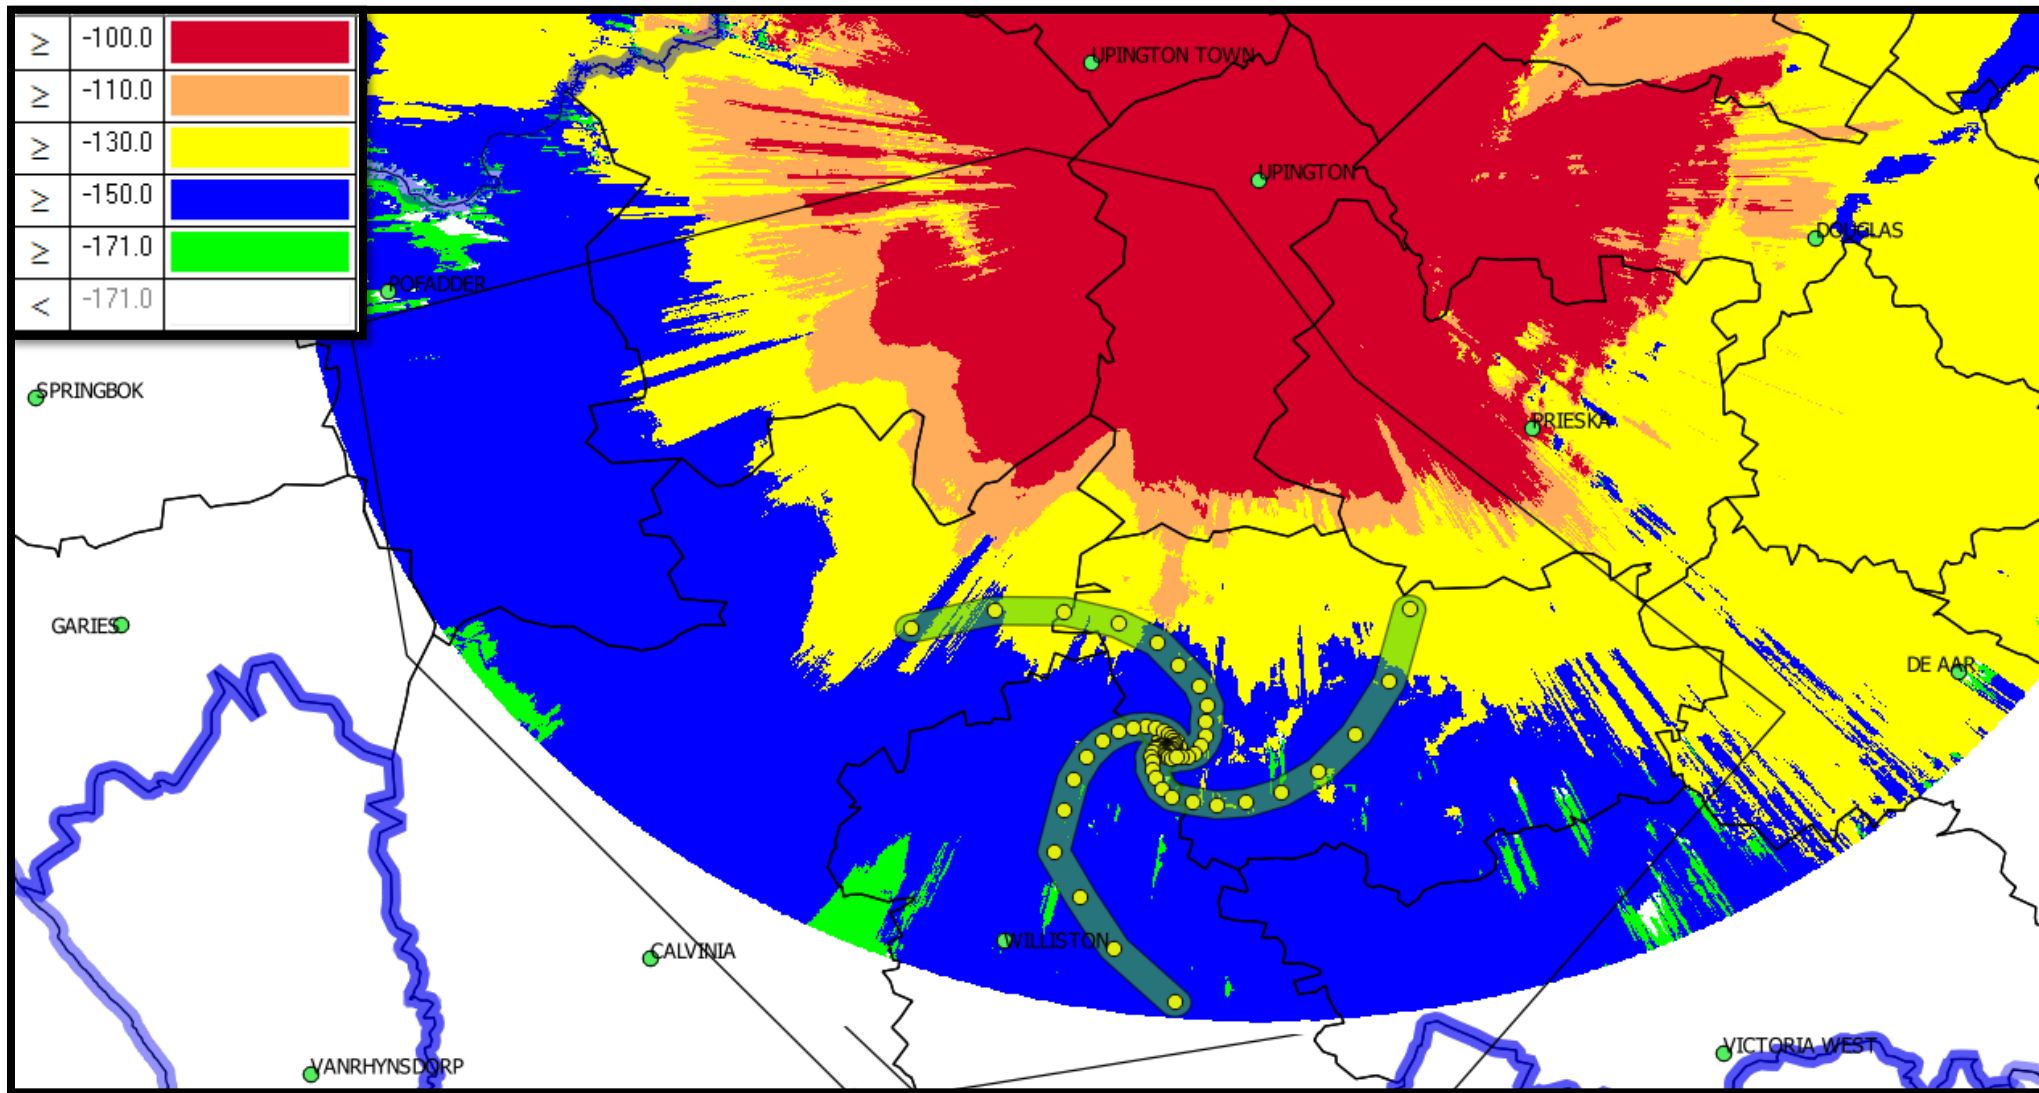 ≥ -100.0
≥ -110.0
≥ -130.0
≥ -150.0
≥ -171.0
< -171.0
UPINGTON TOWN
UPINGTON
DOUGLAS
POFADDER
SPRINGBOK
PRIESKA
GARIES
DE AAR
WILLISTON
CALVINIA
VICTORIA WEST
VANRHYNSDORP